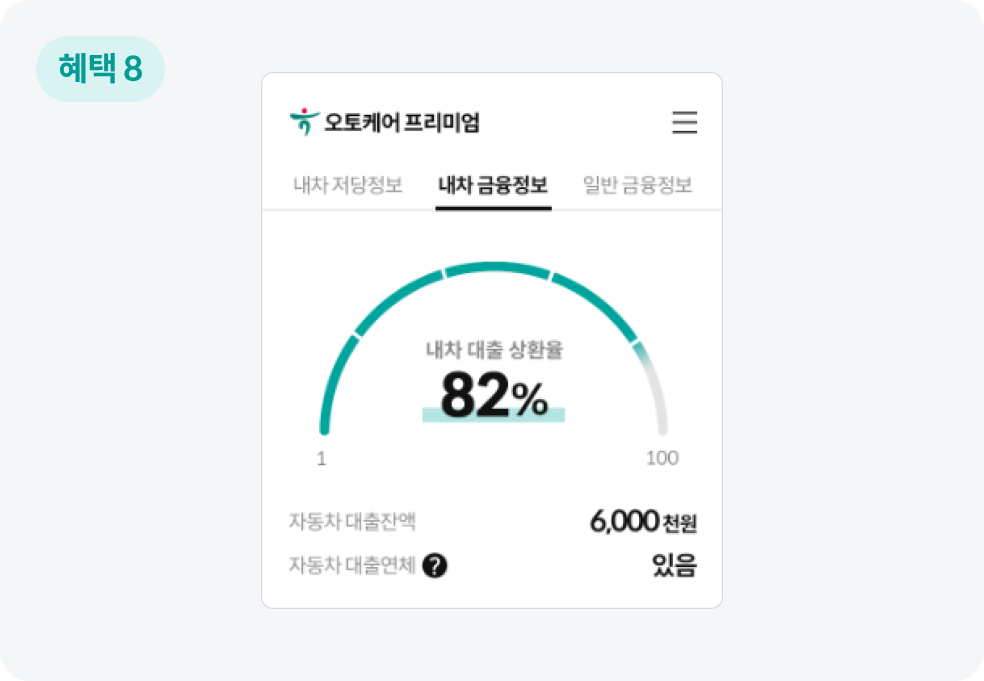 혜택 8
오토케어 프리미엄
내차 저당정보 내차 금융정보 일반 금융정보
내차 대출 상환율
82%
1 100
자동차 대출잔액 6,000 천원
자동차 대출연체 ? 있음